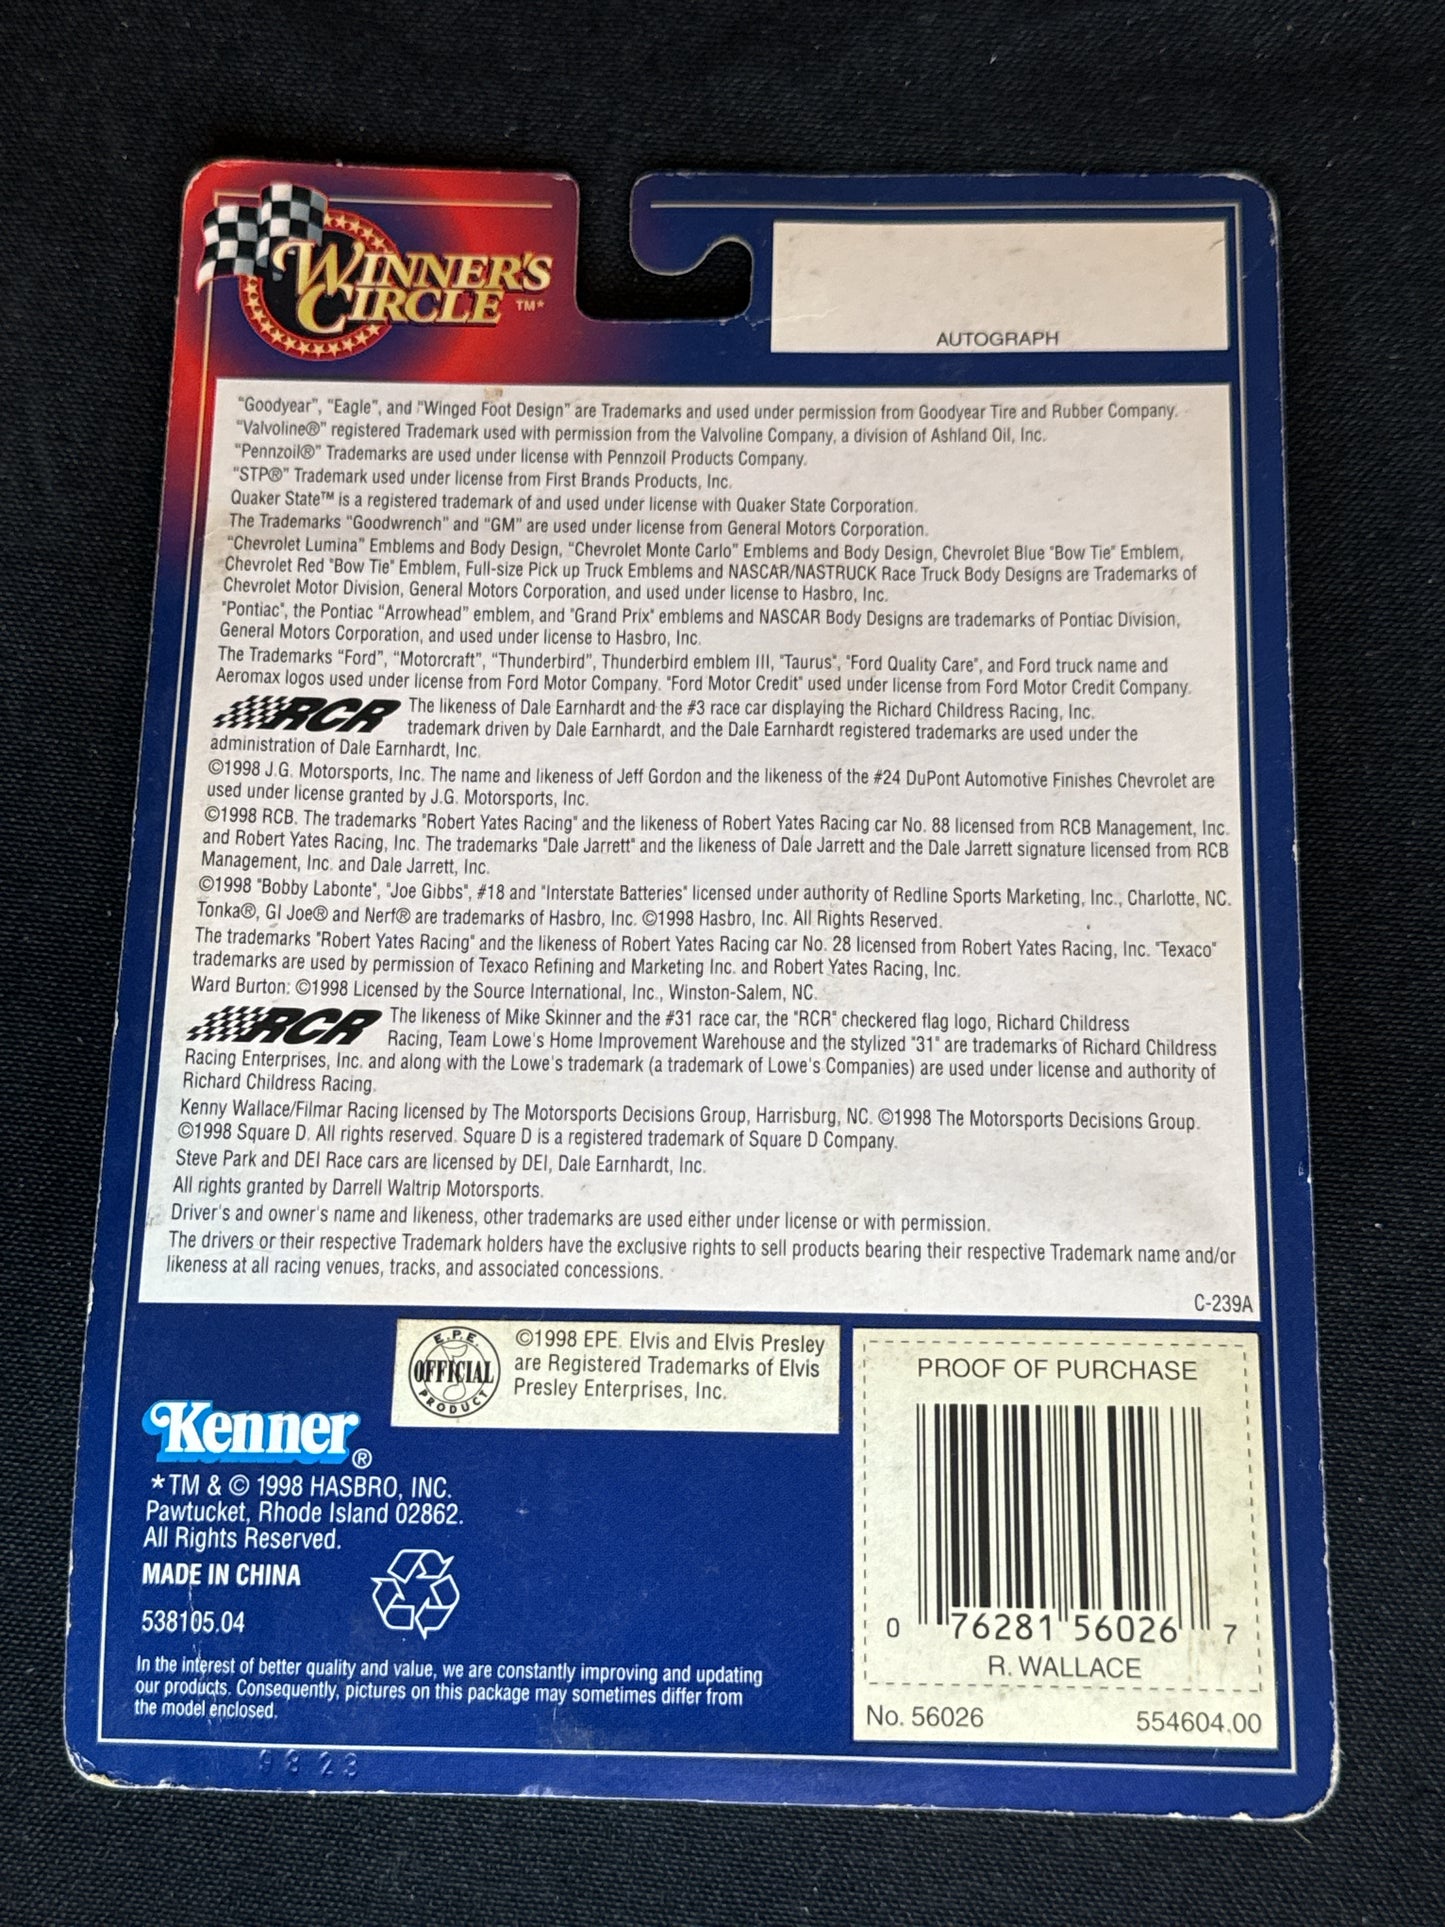 WINNER'S
CIRCLE ™*
AUTOGRAPH
"Goodyear", "Eagle", and "Winged Foot Design" are Trademarks and used under permission from Goodyear Tire and Rubber Company.
"Valvoline®" registered Trademark used with permission from the Valvoline Company, a division of Ashland Oil, Inc.
"Pennzoil®" Trademarks are used under license with Pennzoil Products Company.
"STP®" Trademark used under license from First Brands Products, Inc.
Quaker State™ is a registered trademark of and used under license with Quaker State Corporation.
The Trademarks "Goodwrench" and "GM" are used under license from General Motors Corporation.
"Chevrolet Lumina" Emblems and Body Design, "Chevrolet Monte Carlo" Emblems and Body Design, Chevrolet Blue "Bow Tie" Emblem,
Chevrolet Red "Bow Tie" Emblem, Full-size Pick up Truck Emblems and NASCAR/NASTRUCK Race Truck Body Designs are Trademarks of
Chevrolet Motor Division, General Motors Corporation, and used under license to Hasbro, Inc.
"Pontiac", the Pontiac "Arrowhead" emblem, and "Grand Prix" emblems and NASCAR Body Designs are trademarks of Pontiac Division,
General Motors Corporation, and used under license to Hasbro, Inc.
The Trademarks "Ford", "Motorcraft", "Thunderbird", Thunderbird emblem III, "Taurus", "Ford Quality Care", and Ford truck name and
Aeromax logos used under license from Ford Motor Company. "Ford Motor Credit" used under license from Ford Motor Credit Company.
RCR The likeness of Dale Earnhardt and the #3 race car displaying the Richard Childress Racing, Inc.
trademark driven by Dale Earnhardt, and the Dale Earnhardt registered trademarks are used under the
administration of Dale Earnhardt, Inc.
©1998 J.G. Motorsports, Inc. The name and likeness of Jeff Gordon and the likeness of the #24 DuPont Automotive Finishes Chevrolet are
used under license granted by J.G. Motorsports, Inc.
©1998 RCB. The trademarks "Robert Yates Racing" and the likeness of Robert Yates Racing car No. 88 licensed from RCB Management, Inc.
and Robert Yates Racing, Inc. The trademarks "Dale Jarrett" and the likeness of Dale Jarrett and the Dale Jarrett signature licensed from RCB
Management, Inc. and Dale Jarrett, Inc.
©1998 "Bobby Labonte", "Joe Gibbs", #18 and "Interstate Batteries" licensed under authority of Redline Sports Marketing, Inc., Charlotte, NC.
Tonka®, GI Joe® and Nerf® are trademarks of Hasbro, Inc. ©1998 Hasbro, Inc. All Rights Reserved.
The trademarks "Robert Yates Racing" and the likeness of Robert Yates Racing car No. 28 licensed from Robert Yates Racing, Inc. "Texaco"
trademarks are used by permission of Texaco Refining and Marketing Inc. and Robert Yates Racing, Inc.
Ward Burton: ©1998 Licensed by the Source International, Inc., Winston-Salem, NC.
RCR The likeness of Mike Skinner and the #31 race car, the "RCR" checkered flag logo, Richard Childress
Racing, Team Lowe's Home Improvement Warehouse and the stylized "31" are trademarks of Richard Childress
Racing Enterprises, Inc. and along with the Lowe's trademark (a trademark of Lowe's Companies) are used under license and authority of
Richard Childress Racing.
Kenny Wallace/Filmar Racing licensed by The Motorsports Decisions Group, Harrisburg, NC. ©1998 The Motorsports Decisions Group.
©1998 Square D. All rights reserved. Square D is a registered trademark of Square D Company.
Steve Park and DEI Race cars are licensed by DEI, Dale Earnhardt, Inc.
All rights granted by Darrell Waltrip Motorsports.
Driver's and owner's name and likeness, other trademarks are used either under license or with permission.
The drivers or their respective Trademark holders have the exclusive rights to sell products bearing their respective Trademark name and/or
likeness at all racing venues, tracks, and associated concessions.
C-239A
E.P.E.
OFFICIAL
PRODUCT
©1998 EPE. Elvis and Elvis Presley
are Registered Trademarks of Elvis
Presley Enterprises, Inc.
Kenner®
*TM & © 1998 HASBRO, INC.
Pawtucket, Rhode Island 02862.
All Rights Reserved.
MADE IN CHINA
538105.04
In the interest of better quality and value, we are constantly improving and updating
our products. Consequently, pictures on this package may sometimes differ from
the model enclosed.
9823
PROOF OF PURCHASE
0 76281 56026 7
R. WALLACE
No. 56026 554604.00